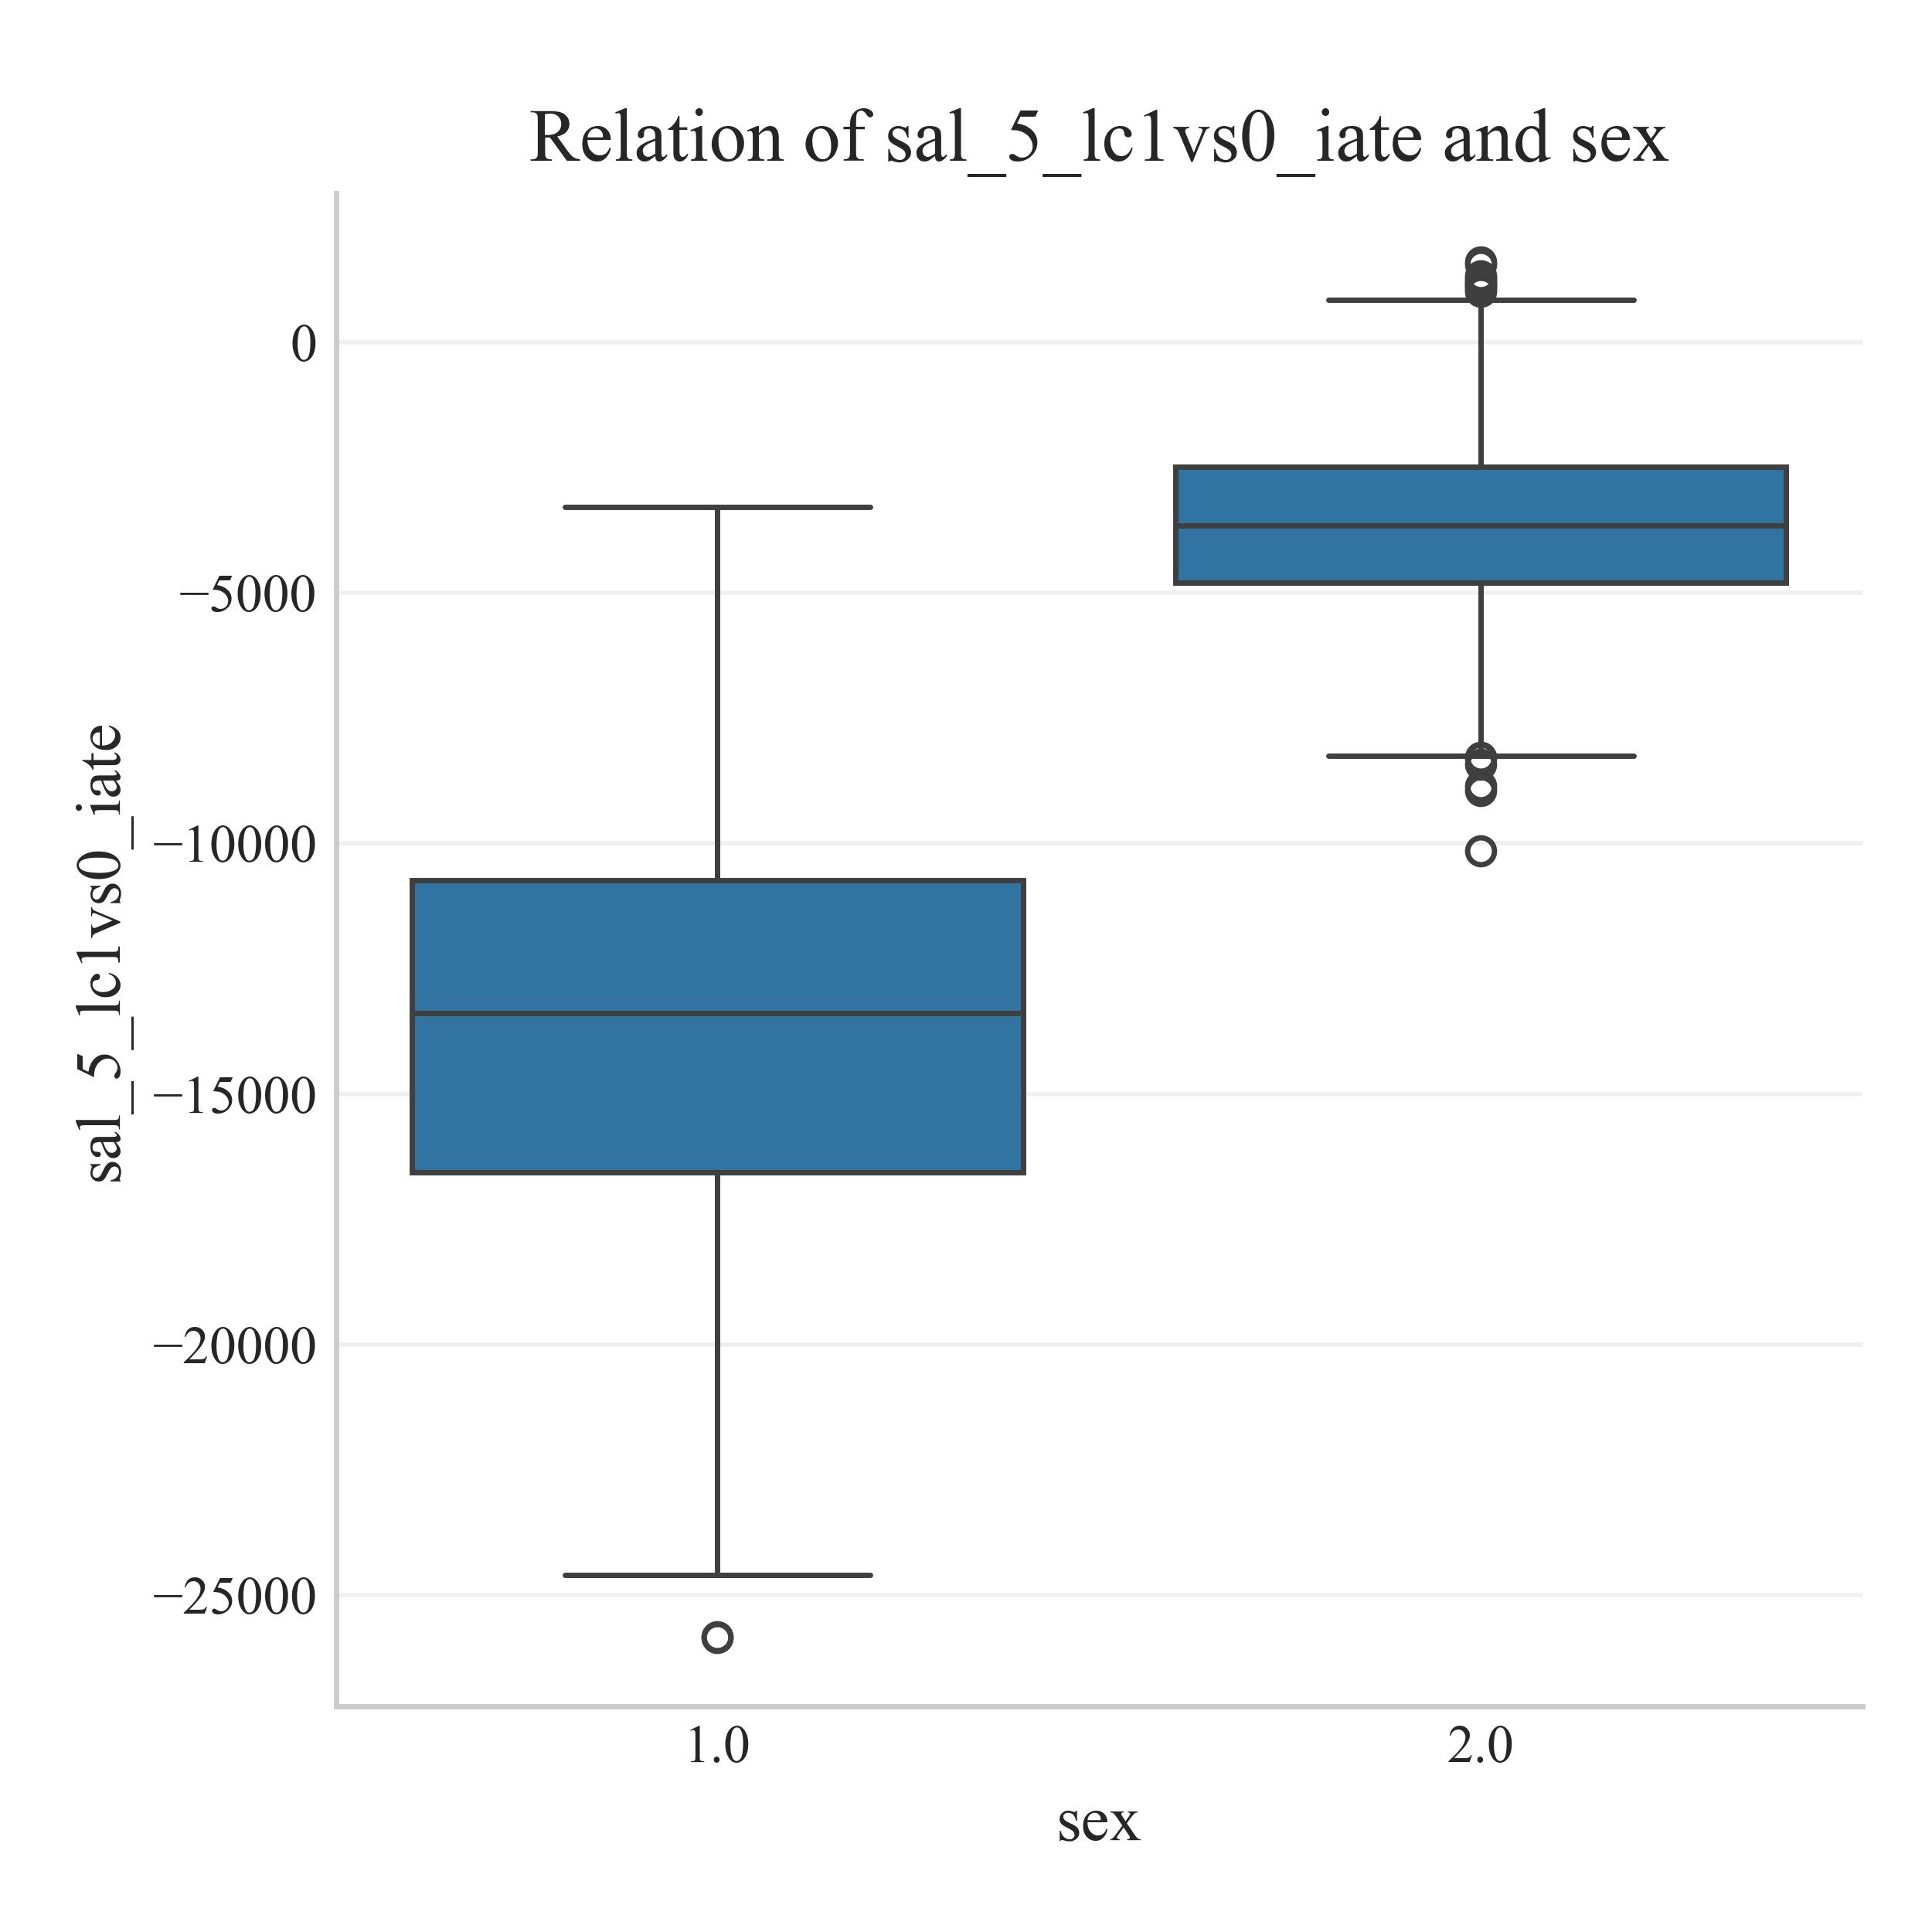 Relation of sal_5_lc1vs0_iate and sex
sal_5_lc1vs0_iate
0
−5000
−10000
−15000
−20000
−25000
1.0
2.0
sex